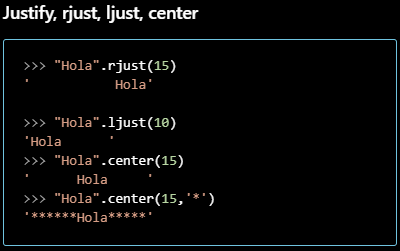 Justify, rjust, ljust, center
>>> "Hola".rjust(15)
'           Hola'
>>> "Hola".ljust(10)
'Hola      '
>>> "Hola".center(15)
'      Hola     '
>>> "Hola".center(15,'*')
'******Hola*****'